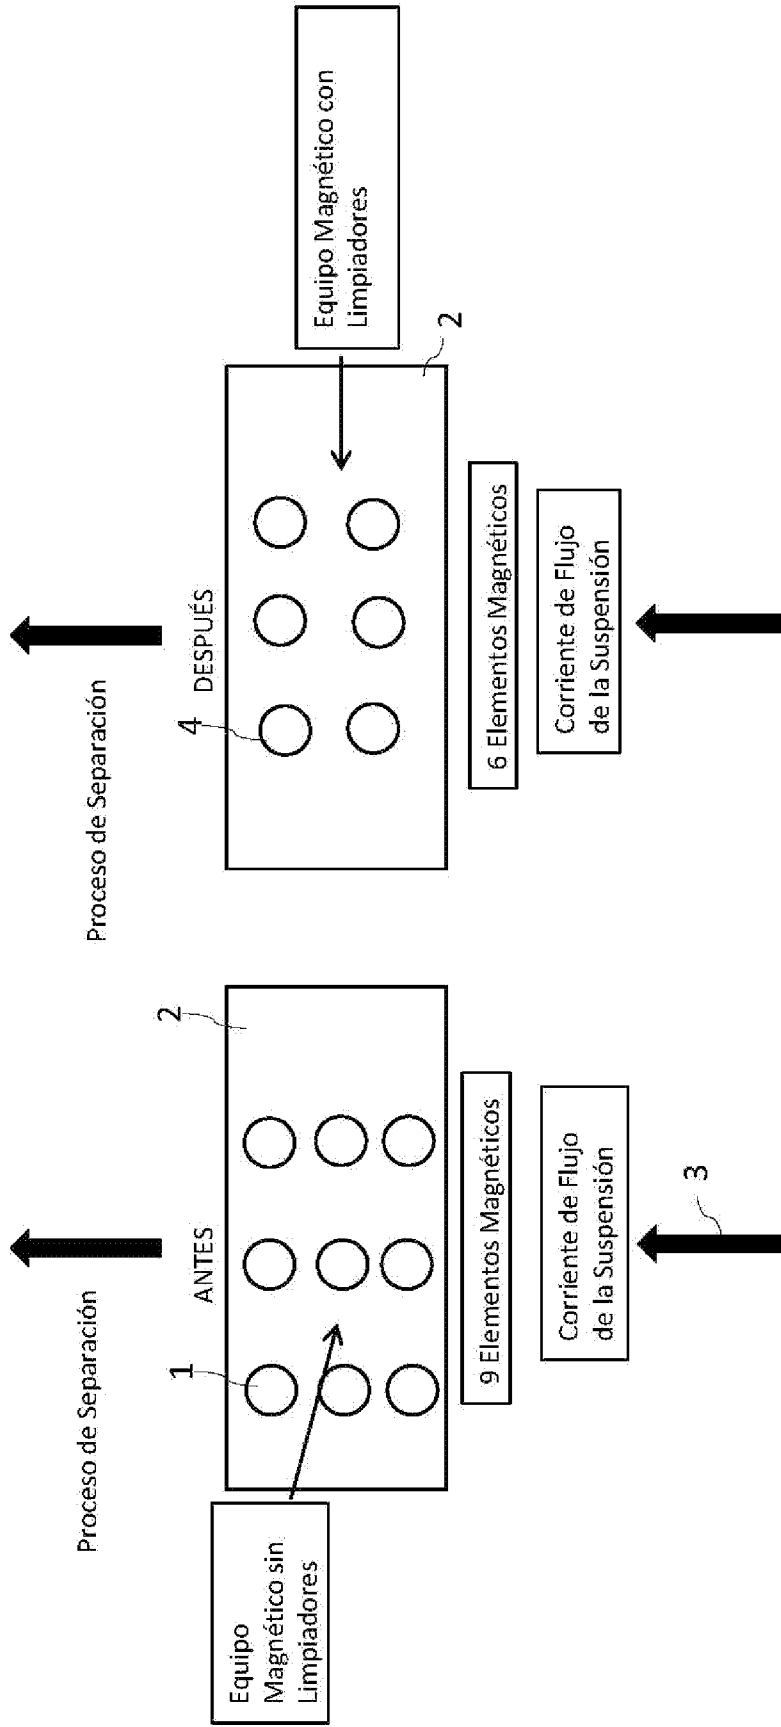 Proceso de Separación
ANTES
Equipo
Magnético sin
Limpiadores
1
2
9 Elementos Magnéticos
Corriente de Flujo
de la Suspensión
3
Proceso de Separación
DESPUÉS
4
Equipo Magnético con
Limpiadores
2
6 Elementos Magnéticos
Corriente de Flujo
de la Suspensión